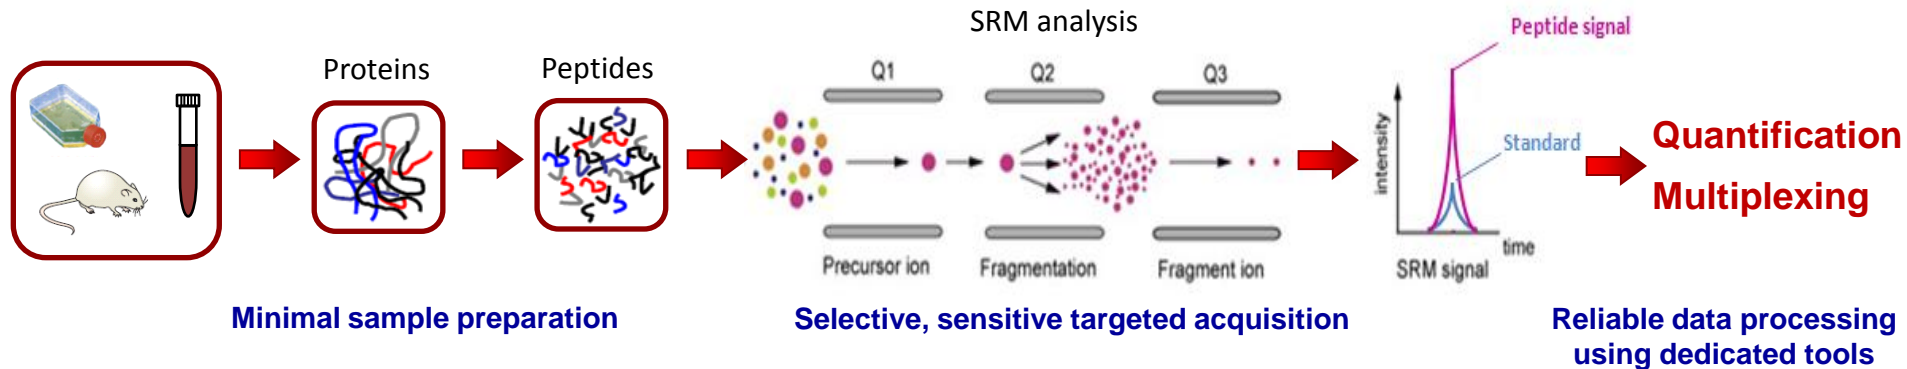 SRM analysis
Proteins
Peptides
Q1
Q2
Q3
Precursor ion
Fragmentation
Fragment ion
Peptide signal
Standard
intensity
time
SRM signal
Quantification
Multiplexing
Minimal sample preparation
Selective, sensitive targeted acquisition
Reliable data processing
using dedicated tools